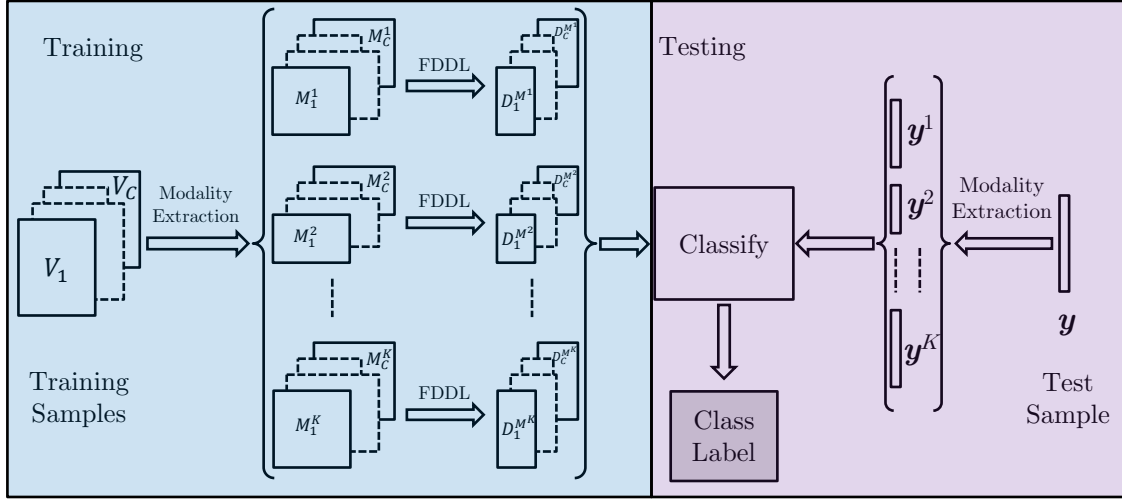 Training
V_1
V_C
Training
Samples
Modality
Extraction
M_1^1
M_C^1
FDDL
D_1^{M^1}
D_C^{M^1}
M_1^2
M_C^2
FDDL
D_1^{M^2}
D_C^{M^2}
M_1^K
M_C^K
FDDL
D_1^{M^K}
D_C^{M^K}
Testing
Classify
Class
Label
y^1
y^2
y^K
Modality
Extraction
y
Test
Sample